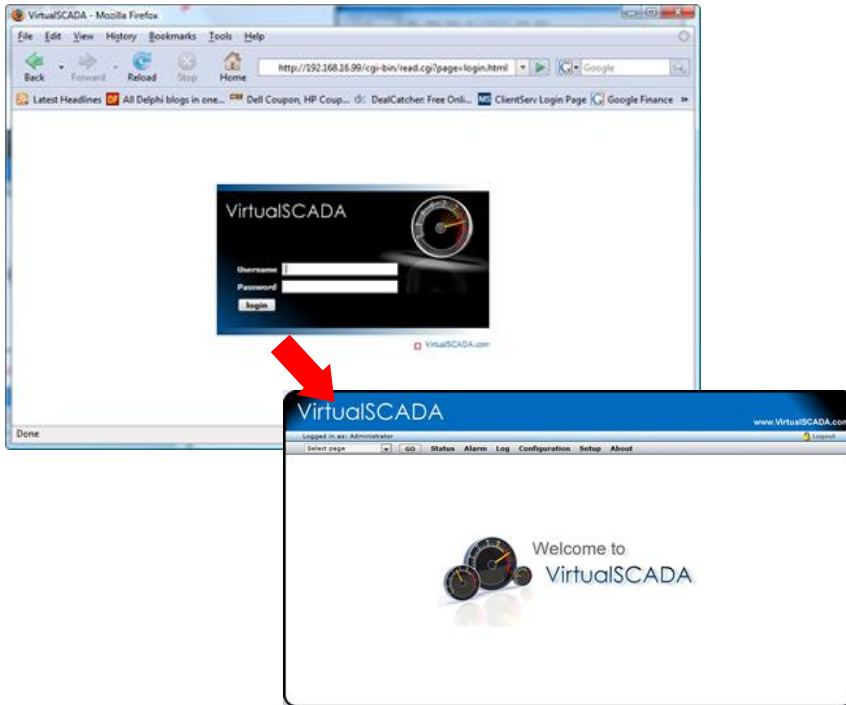 VirtualSCADA - Mozilla Firefox
File Edit View History Bookmarks Tools Help
Back Forward Reload Stop Home http://192.168.16.99/cgi-bin/read.cgi?page=login.html Google
Latest Headlines All Delphi blogs in one... Dell Coupon, HP Coup... DealCatcher: Free Onli... ClientServ Login Page Google Finance »
VirtualSCADA
Username
Password
login
VirtualSCADA.com
Done
VirtualSCADA
www.VirtualSCADA.com
Logged in as: Administrator Logout
Select page GO Status Alarm Log Configuration Setup About
Welcome to
VirtualSCADA